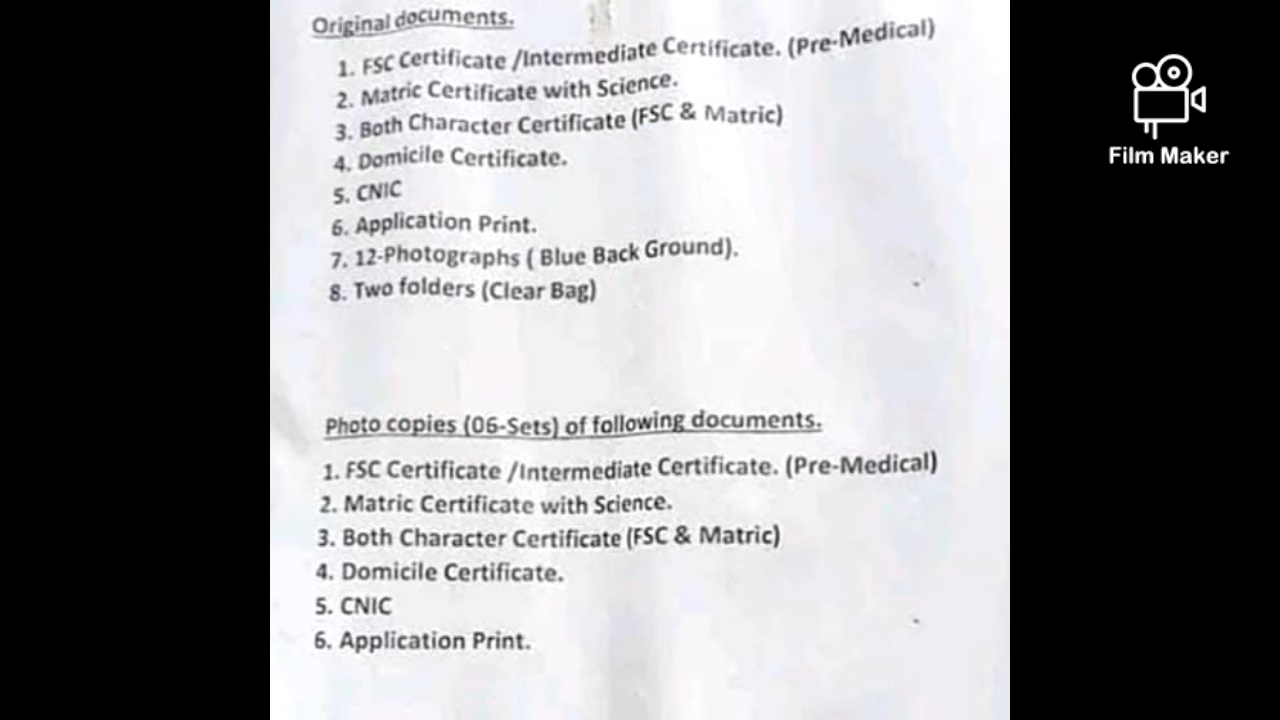 Original documents.
1. FSC Certificate /Intermediate Certificate. (Pre-Medical)
2. Matric Certificate with Science.
3. Both Character Certificate (FSC & Matric)
4. Domicile Certificate.
5. CNIC
6. Application Print.
7. 12-Photographs ( Blue Back Ground).
8. Two folders (Clear Bag)
Photo copies (06-Sets) of following documents.
1. FSC Certificate /Intermediate Certificate. (Pre-Medical)
2. Matric Certificate with Science.
3. Both Character Certificate (FSC & Matric)
4. Domicile Certificate.
5. CNIC
6. Application Print.
Film Maker